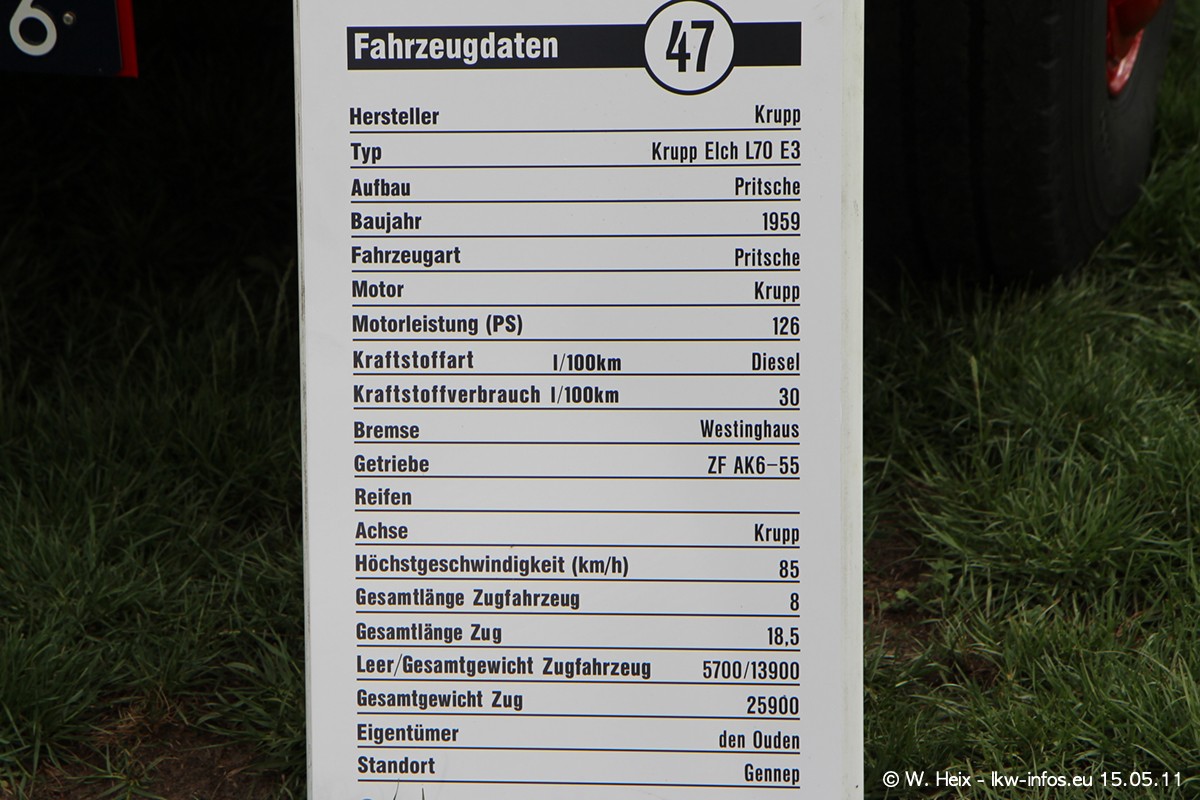 6
Fahrzeugdaten 47
Hersteller Krupp
Typ Krupp Elch L70 E3
Aufbau Pritsche
Baujahr 1959
Fahrzeugart Pritsche
Motor Krupp
Motorleistung (PS) 126
Kraftstoffart l/100km Diesel
Kraftstoffverbrauch l/100km 30
Bremse Westinghaus
Getriebe ZF AK6-55
Reifen
Achse Krupp
Höchstgeschwindigkeit (km/h) 85
Gesamtlänge Zugfahrzeug 8
Gesamtlänge Zug 18,5
Leer/Gesamtgewicht Zugfahrzeug 5700/13900
Gesamtgewicht Zug 25900
Eigentümer den Ouden
Standort Gennep
© W. Heix - lkw-infos.eu 15.05.11